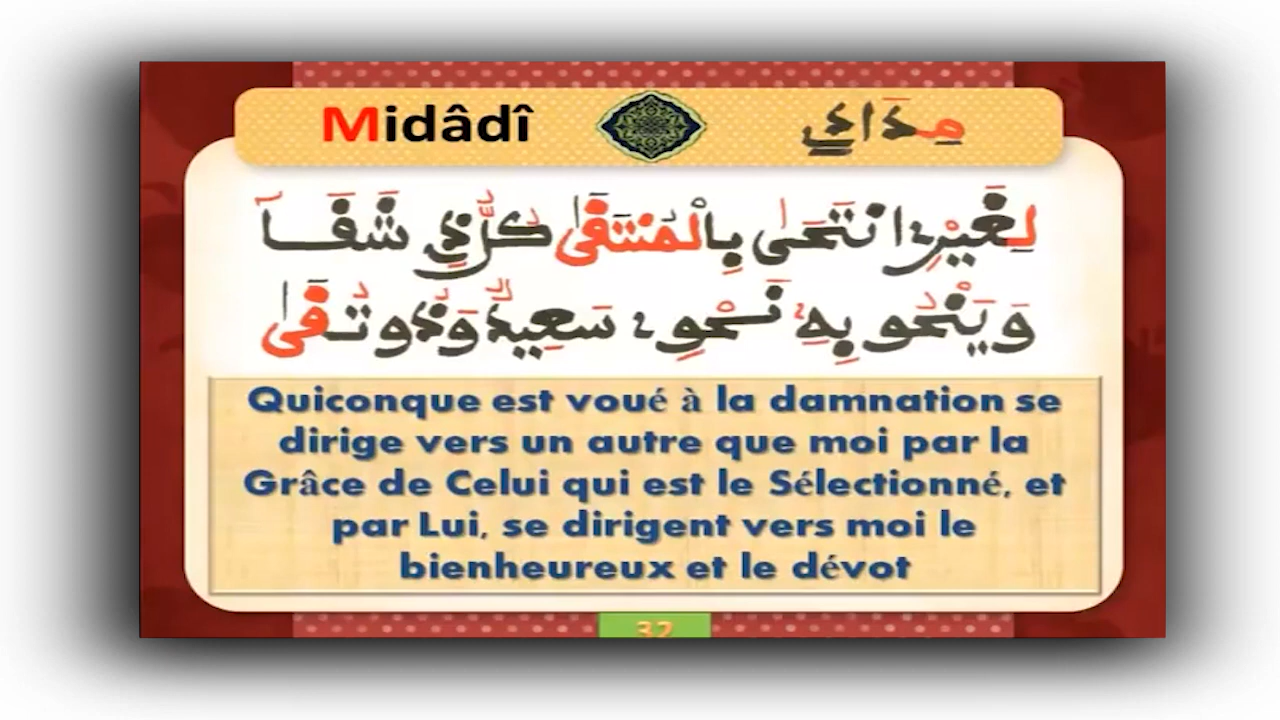 Midâdî مِدَادِي
لِغَيْرِي انْتَحَى بِالْمُنْتَقَى كُلُّ ذِي شَقَا
وَيَنْحُو بِهِ نَحْوِي سَعِيدٌ وَذُو تُقَى
Quiconque est voué à la damnation se
dirige vers un autre que moi par la
Grâce de Celui qui est le Sélectionné, et
par Lui, se dirigent vers moi le
bienheureux et le dévot
32